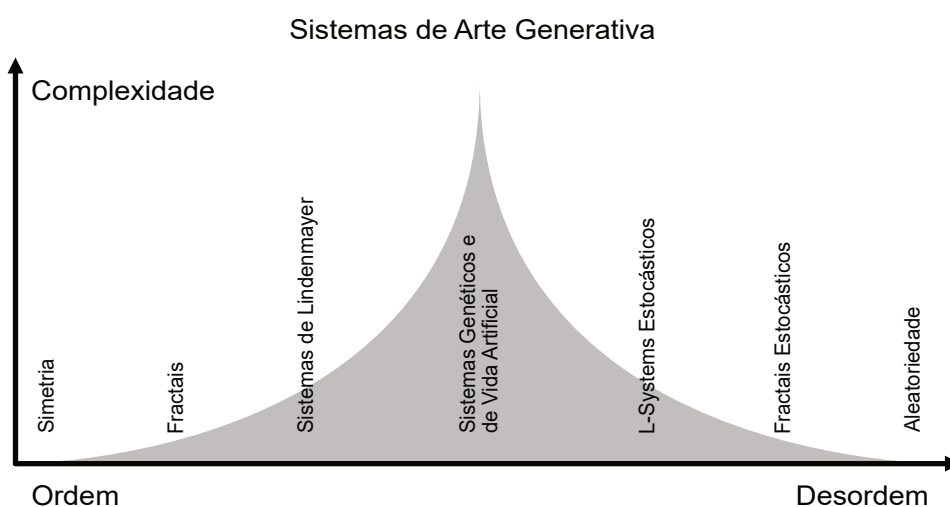 Sistemas de Arte Generativa
Complexidade
Simetria
Fractais
Sistemas de Lindenmayer
Sistemas Genéticos e
de Vida Artificial
L-Systems Estocásticos
Fractais Estocásticos
Aleatoriedade
Ordem
Desordem